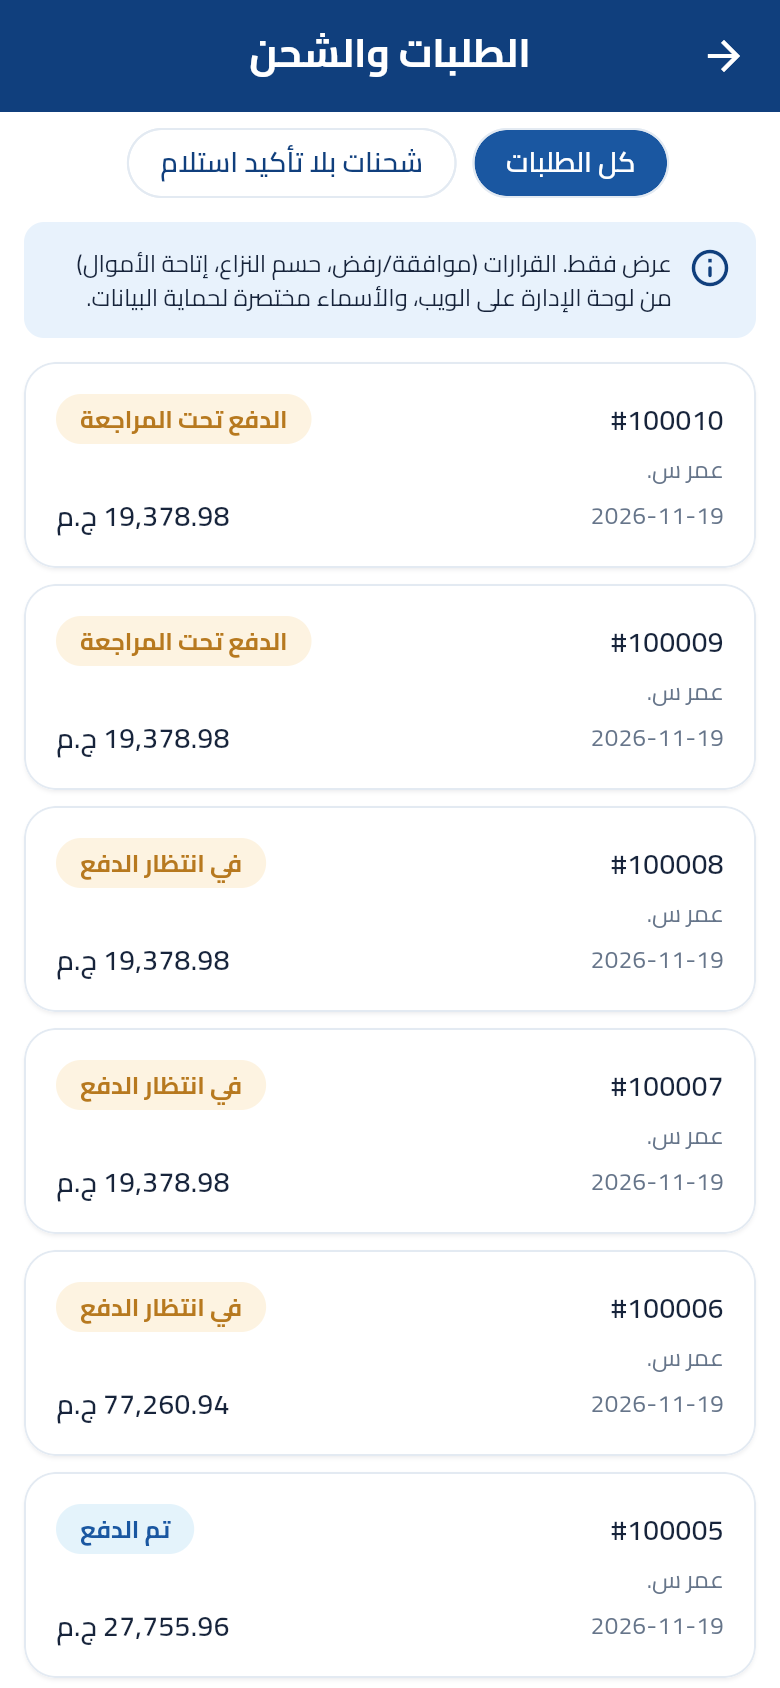 الطلبات والشحن
كل الطلبات
شحنات بلا تأكيد استلام
عرض فقط. القرارات (موافقة/رفض، حسم النزاع، إتاحة الأموال)
من لوحة الإدارة على الويب، والأسماء مختصرة لحماية البيانات.
#100010
الدفع تحت المراجعة
عمر س.
2026-11-19
19,378.98 ج.م
#100009
الدفع تحت المراجعة
عمر س.
2026-11-19
19,378.98 ج.م
#100008
في انتظار الدفع
عمر س.
2026-11-19
19,378.98 ج.م
#100007
في انتظار الدفع
عمر س.
2026-11-19
19,378.98 ج.م
#100006
في انتظار الدفع
عمر س.
2026-11-19
77,260.94 ج.م
#100005
تم الدفع
عمر س.
2026-11-19
27,755.96 ج.م